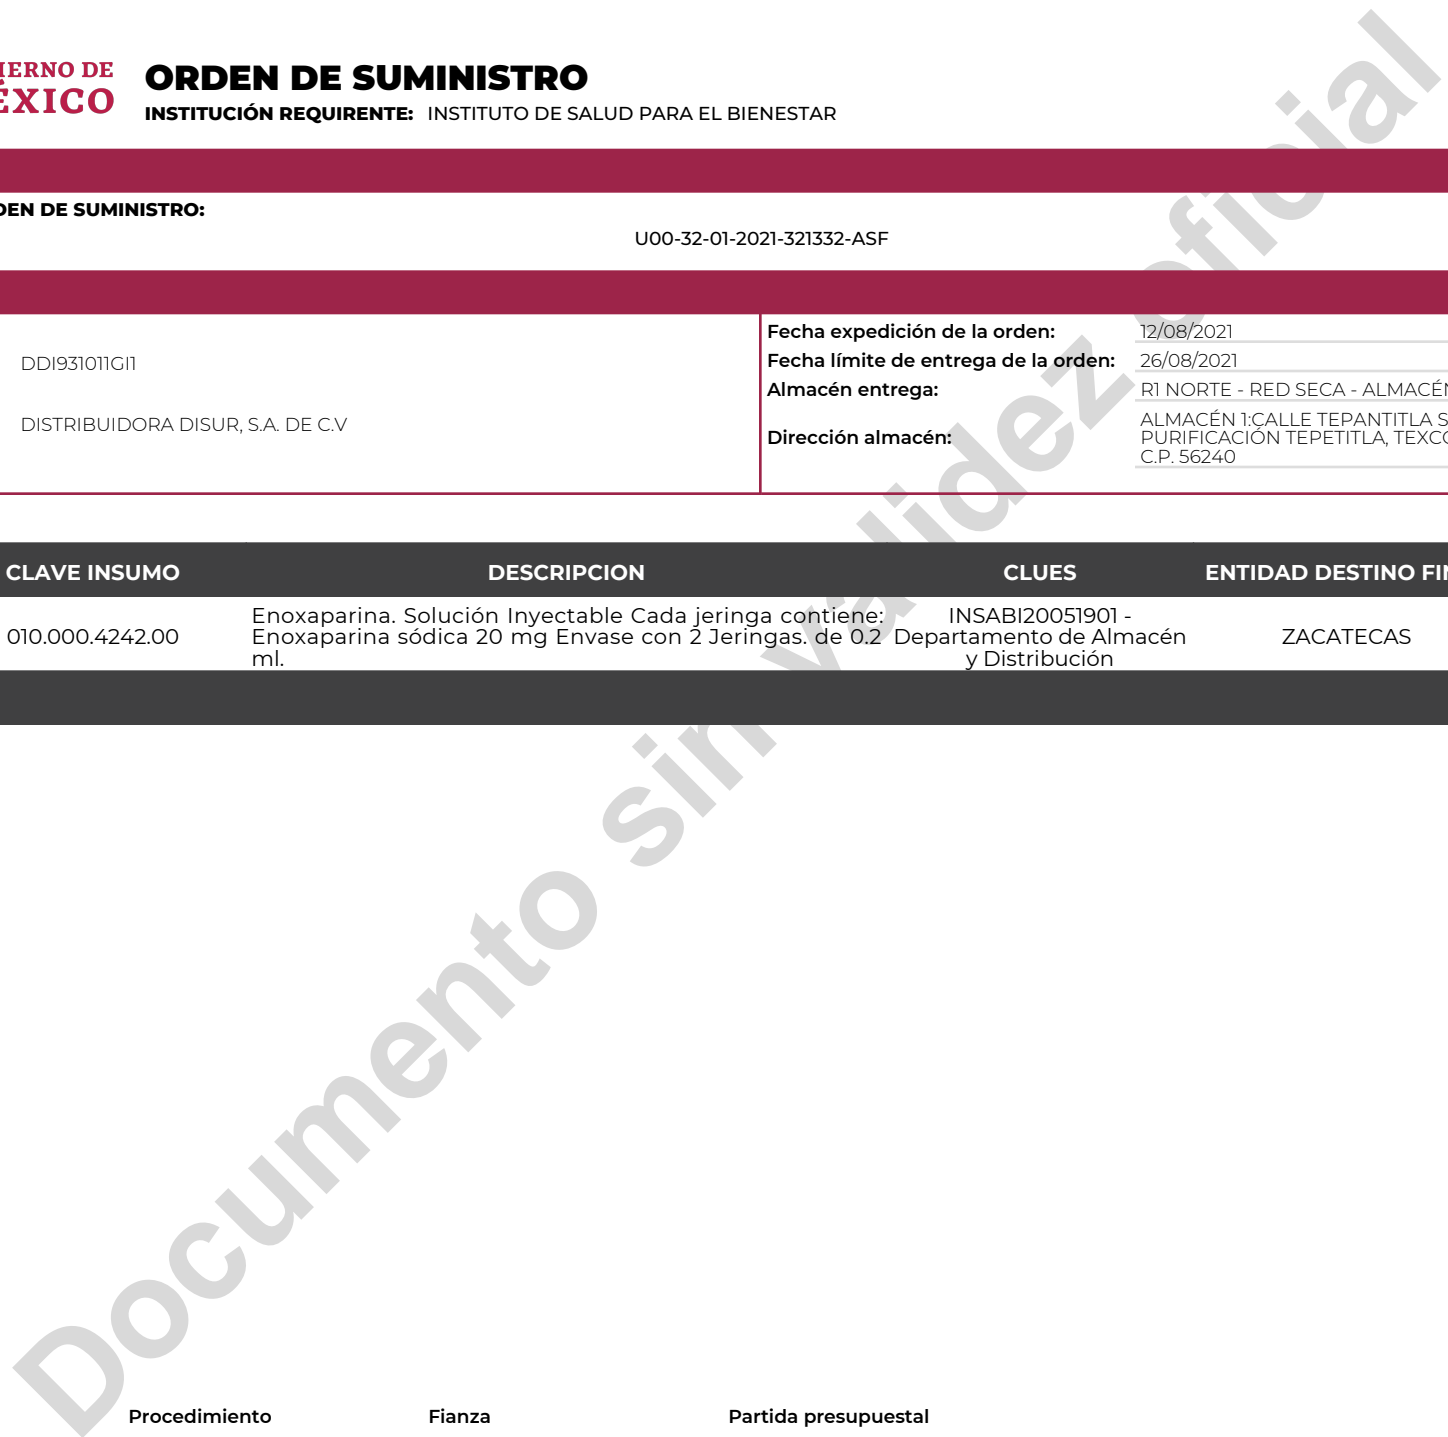 IERNO DE
ÉXICO
ORDEN DE SUMINISTRO
INSTITUCIÓN REQUIRENTE: INSTITUTO DE SALUD PARA EL BIENESTAR
DEN DE SUMINISTRO:
U00-32-01-2021-321332-ASF
DDI931011GI1
DISTRIBUIDORA DISUR, S.A. DE C.V
Fecha expedición de la orden: 12/08/2021
Fecha límite de entrega de la orden: 26/08/2021
Almacén entrega: R1 NORTE - RED SECA - ALMACÉN
Dirección almacén: ALMACÉN 1:CALLE TEPANTITLA S
PURIFICACIÓN TEPETITLA, TEXCO
C.P. 56240
CLAVE INSUMO DESCRIPCION CLUES ENTIDAD DESTINO FIN
010.000.4242.00
Enoxaparina. Solución Inyectable Cada jeringa contiene:
Enoxaparina sódica 20 mg Envase con 2 Jeringas. de 0.2
ml.
INSABI20051901 -
Departamento de Almacén
y Distribución
ZACATECAS
Documento sin validez oficial
Procedimiento Fianza Partida presupuestal